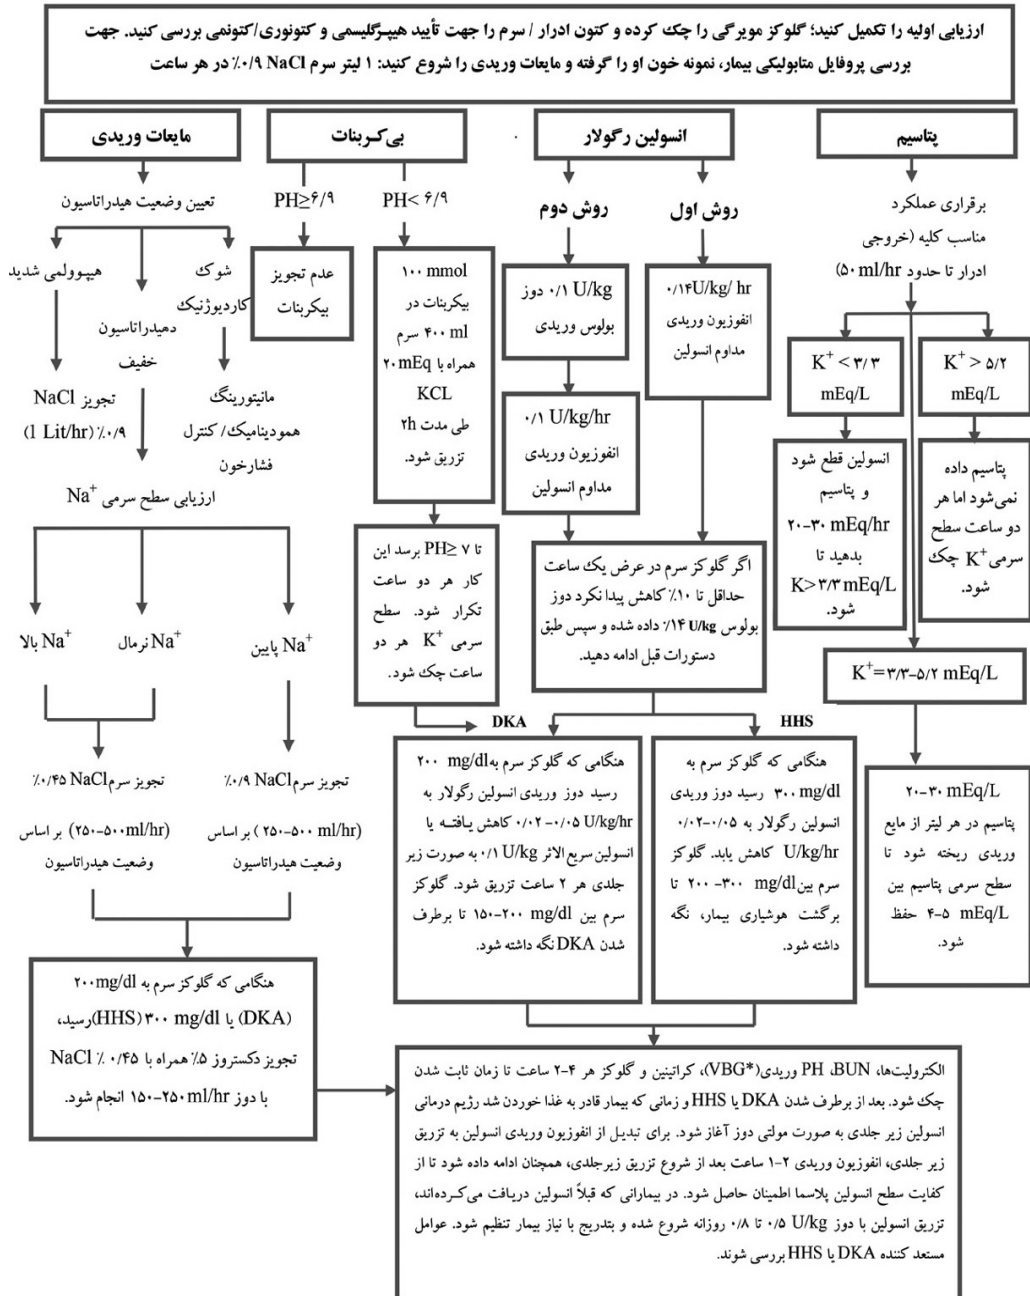 ارزیابی اولیه را تکمیل کنید؛ گلوکز مویرگی را چک کرده و کتون ادرار / سرم را جهت تأیید هیپرگلیسمی و کتونوری/کتونمی بررسی کنید. جهت
بررسی پروفایل متابولیکی بیمار، نمونه خون او را گرفته و مایعات وریدی را شروع کنید: ۱ لیتر سرم NaCl ۰/۹٪ در هر ساعت
پتاسیم
برقراری عملکرد
مناسب کلیه (خروجی
ادرار تا حدود ۵۰ ml/hr)
K⁺ > ۵/۲
mEq/L
پتاسیم داده
نمی‌شود اما هر
دو ساعت سطح
سرمی K⁺ چک
شود.
K⁺ < ۳/۳
mEq/L
انسولین قطع شود
و پتاسیم
۲۰-۳۰ mEq/hr
بدهید تا
K>۳/۳ mEq/L
شود.
K⁺=۳/۳-۵/۲ mEq/L
۲۰-۳۰ mEq/L
پتاسیم در هر لیتر از مایع
وریدی ریخته شود تا
سطح سرمی پتاسیم بین
۴-۵ mEq/L حفظ
شود.
انسولین رگولار
روش اول
۰/۱۴U/kg/ hr
انفوزیون وریدی
مداوم انسولین
روش دوم
۰/۱ U/kg دوز
بولوس وریدی
۰/۱ U/kg/hr
انفوزیون وریدی
مداوم انسولین
اگر گلوکز سرم در عرض یک ساعت
حداقل تا ۱۰٪ کاهش پیدا نکرد دوز
بولوس ۱۴٪ U/kg داده شده و سپس طبق
دستورات قبل ادامه دهید.
HHS
هنگامی که گلوکز سرم به
۳۰۰ mg/dl رسید دوز وریدی
انسولین رگولار به ۰/۰۲-۰/۰۵
U/kg/hr کاهش یابد. گلوکز
سرم بین ۲۰۰-۳۰۰ mg/dl تا
برگشت هوشیاری بیمار، نگه
داشته شود.
DKA
هنگامی که گلوکز سرم به ۲۰۰ mg/dl
رسید دوز وریدی انسولین رگولار به
۰/۰۲-۰/۰۵ U/kg/hr کاهش یافته یا
انسولین سریع الاثر ۰/۱ U/kg به صورت زیر
جلدی هر ۲ ساعت تزریق شود. گلوکز
سرم بین ۱۵۰-۲۰۰ mg/dl تا برطرف
شدن DKA نگه داشته شود.
بی‌کربنات
PH< ۶/۹
۱۰۰ mmol
بیکربنات در
۴۰۰ ml سرم
همراه با ۲۰ mEq
KCL
طی مدت ۲h
تزریق شود.
تا PH≥ ۷ برسد این
کار هر دو ساعت
تکرار شود. سطح
سرمی K⁺ هر دو
ساعت چک شود.
PH≥۶/۹
عدم تجویز
بیکربنات
مایعات وریدی
تعیین وضعیت هیدراتاسیون
شوک
کاردیوژنیک
مانیتورینگ
همودینامیک/ کنترل
فشارخون
دهیدراتاسیون
خفیف
هیپوولمی شدید
تجویز NaCl
۰/۹٪ (1 Lit/hr)
ارزیابی سطح سرمی Na⁺
Na⁺ پایین
Na⁺ نرمال
Na⁺ بالا
تجویز سرم NaCl ۰/۹٪
(۲۵۰-۵۰۰ ml/hr) بر اساس
وضعیت هیدراتاسیون
تجویز سرم NaCl ۰/۴۵٪
(۲۵۰-۵۰۰ml/hr) بر اساس
وضعیت هیدراتاسیون
هنگامی که گلوکز سرم به ۲۰۰mg/dl
(DKA) یا ۳۰۰ mg/dl (HHS)رسید،
تجویز دکستروز ۵٪ همراه با ۰/۴۵ ٪ NaCl
با دوز ۱۵۰-۲۵۰ml/hr انجام شود.
الکترولیت‌ها، PH ،BUN وریدی(VBG*)، کراتینین و گلوکز هر ۴-۲ ساعت تا زمان ثابت شدن
چک شود. بعد از برطرف شدن DKA یا HHS و زمانی که بیمار قادر به غذا خوردن شد رژیم درمانی
انسولین زیر جلدی به صورت مولتی دوز آغاز شود. برای تبدیل از انفوزیون وریدی انسولین به تزریق
زیر جلدی، انفوزیون وریدی ۲-۱ ساعت بعد از شروع تزریق زیرجلدی، همچنان ادامه داده شود تا از
کفایت سطح انسولین پلاسما اطمینان حاصل شود. در بیمارانی که قبلاً انسولین دریافت می‌کرده‌اند،
تزریق انسولین با دوز ۰/۵ U/kg تا ۰/۸ روزانه شروع شده و بتدریج با نیاز بیمار تنظیم شود. عوامل
مستعد کننده DKA یا HHS بررسی شوند.